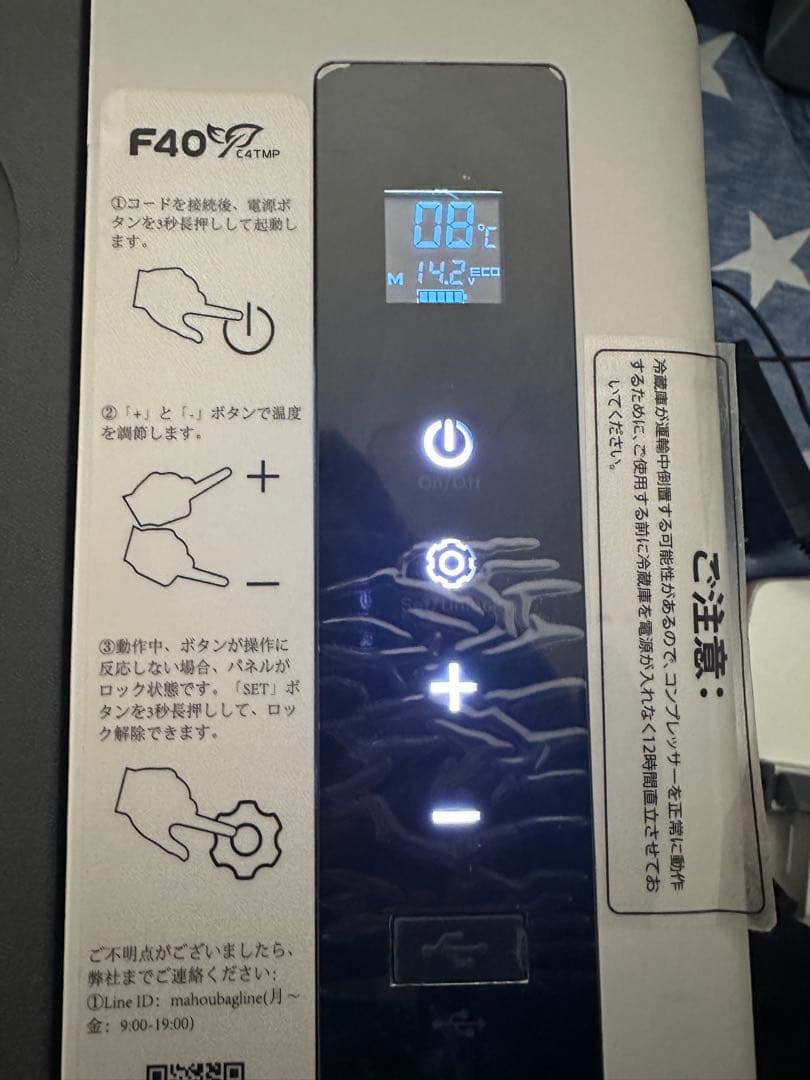 F40
C4TMP
①コードを接続後、電源ボ
タンを3秒長押しして起動し
ます。
②「+」と「-」ボタンで温度
を調節します。
+
−
③動作中、ボタンが操作に
反応しない場合、パネルが
ロック状態です。「SET」ボ
タンを3秒長押しして、ロッ
ク解除できます。
ご不明点がございましたら、
弊社までご連絡ください:
①Line ID: mahoubagline(月～
金: 9:00-19:00)
08℃
M 14.2V ECO
On/Off
+
−
ご注意:
冷蔵庫が運輸中倒置する可能性があるので、コンプレッサーを正常に動作
するために、ご使用する前に冷蔵庫を電源が入れなく12時間直立させてお
いてください。